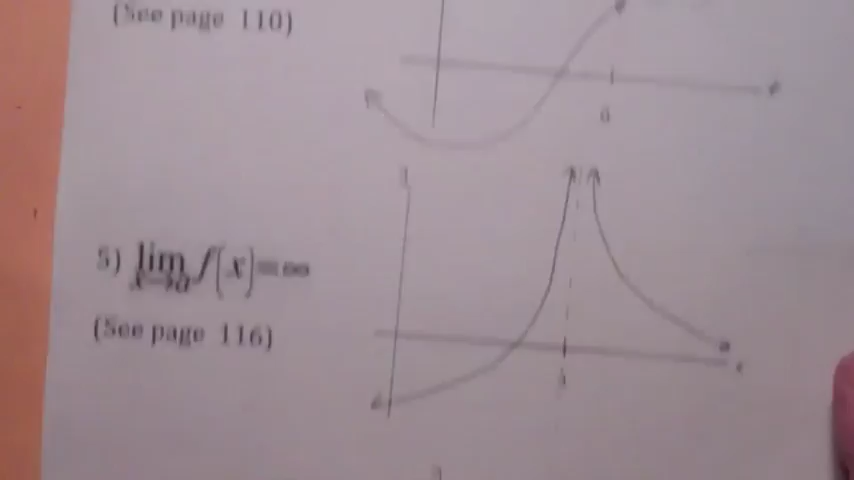 (See page 110)
5) lim f(x)=∞
x→a
(See page 116)